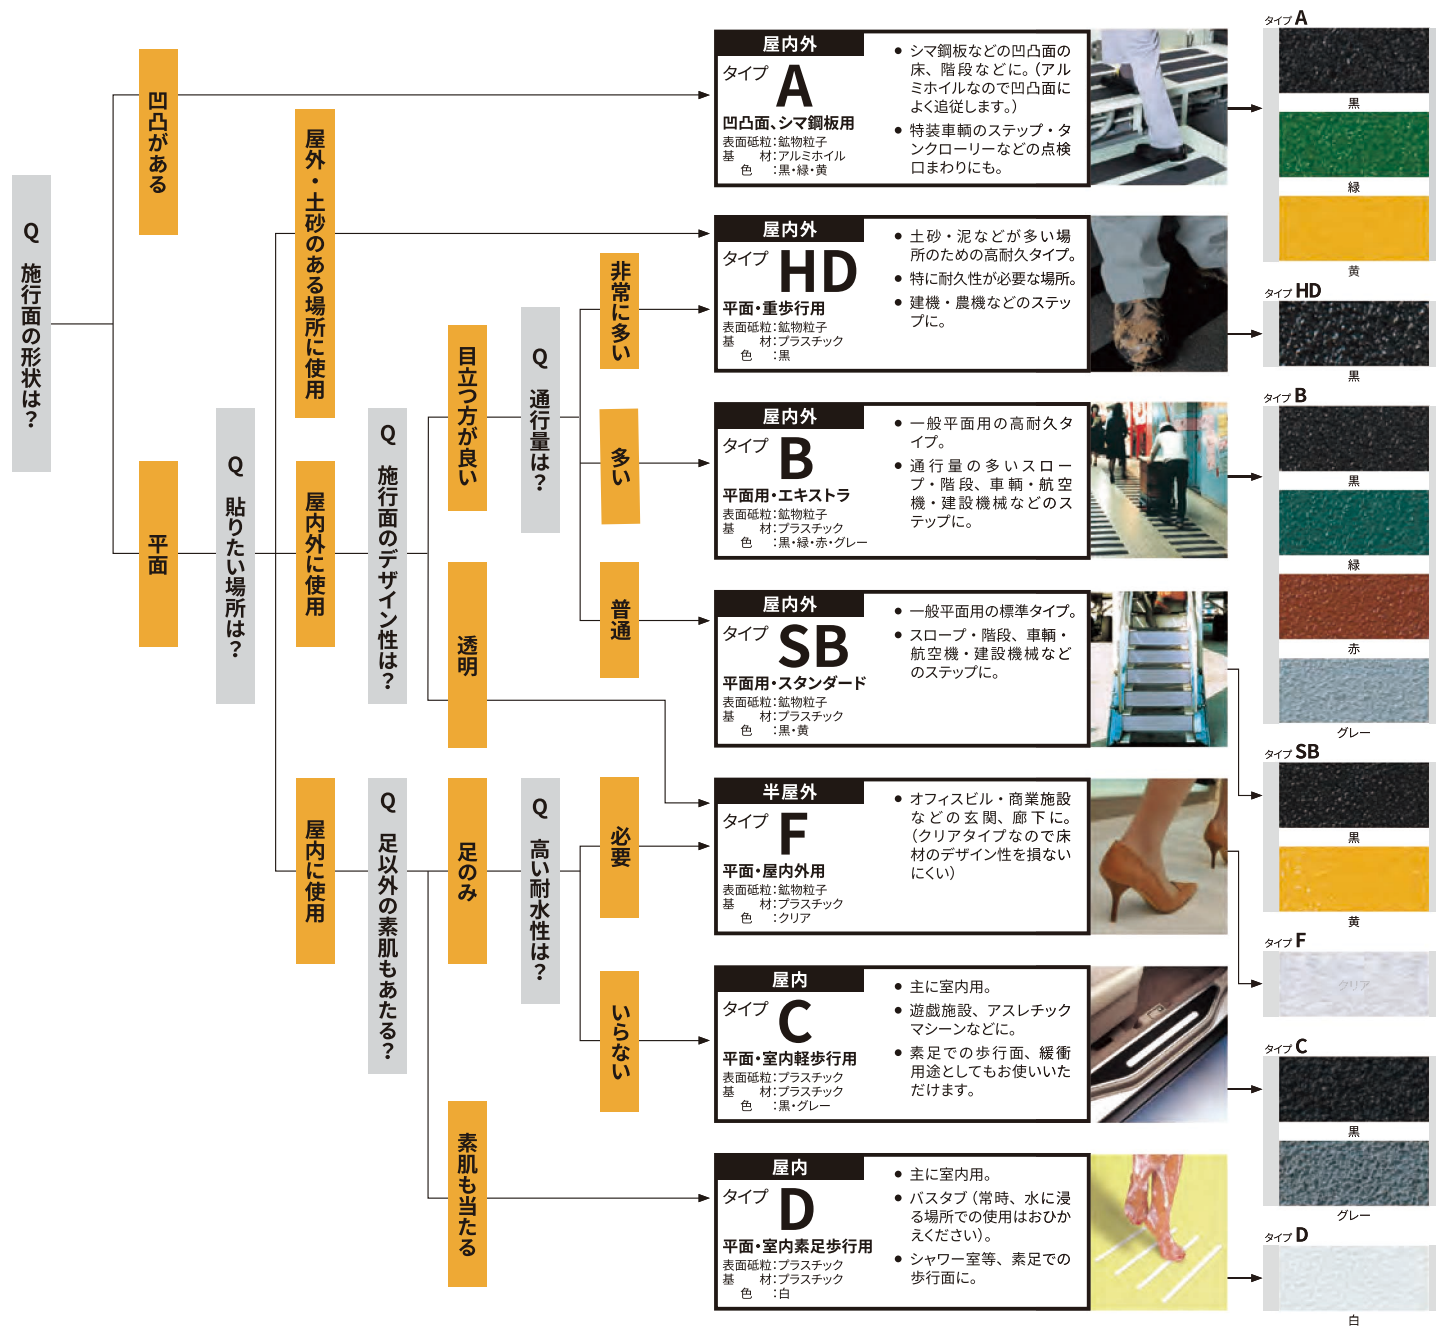 Q 施行面の形状は？
凹凸がある
平面
Q 貼りたい場所は？
屋外・土砂のある場所に使用
屋内外に使用
屋内に使用
Q 施行面のデザイン性は？
Q 足以外の素肌もあたる？
目立つ方が良い
透明
足のみ
素肌も当たる
Q 通行量は？
Q 高い耐水性は？
非常に多い
多い
普通
必要
いらない
屋内外
タイプ A
凹凸面、シマ鋼板用
表面砥粒：鉱物粒子
基　材：アルミホイル
色　：黒・緑・黄
● シマ鋼板などの凹凸面の
床、階段などに。（アル
ミホイルなので凹凸面に
よく追従します。）
● 特装車輌のステップ・タ
ンクローリーなどの点検
口まわりにも。
屋内外
タイプ HD
平面・重歩行用
表面砥粒：鉱物粒子
基　材：プラスチック
色　：黒
● 土砂・泥などが多い場
所のための高耐久タイプ。
● 特に耐久性が必要な場所。
● 建機・農機などのステッ
プに。
屋内外
タイプ B
平面用・エキストラ
表面砥粒：鉱物粒子
基　材：プラスチック
色　：黒・緑・赤・グレー
● 一般平面用の高耐久タ
イプ。
● 通行量の多いスロー
プ・階段、車輌・航空
機・建設機械などのス
テップに。
屋内外
タイプ SB
平面用・スタンダード
表面砥粒：鉱物粒子
基　材：プラスチック
色　：黒・黄
● 一般平面用の標準タイプ。
● スロープ・階段、車輌・
航空機・建設機械など
のステップに。
半屋外
タイプ F
平面・屋内外用
表面砥粒：鉱物粒子
基　材：プラスチック
色　：クリア
● オフィスビル・商業施設
などの玄関、廊下に。
（クリアタイプなので床
材のデザイン性を損ない
にくい）
屋内
タイプ C
平面・室内軽歩行用
表面砥粒：プラスチック
基　材：プラスチック
色　：黒・グレー
● 主に室内用。
● 遊戯施設、アスレチック
マシーンなどに。
● 素足での歩行面、緩衝
用途としてもお使いいた
だけます。
屋内
タイプ D
平面・室内素足歩行用
表面砥粒：プラスチック
基　材：プラスチック
色　：白
● 主に室内用。
● バスタブ（常時、水に浸
る場所での使用はおひか
えください）。
● シャワー室等、素足での
歩行面に。
タイプ A
黒
緑
黄
タイプ HD
黒
タイプ B
黒
緑
赤
グレー
タイプ SB
黒
黄
タイプ F
クリア
タイプ C
黒
グレー
タイプ D
白